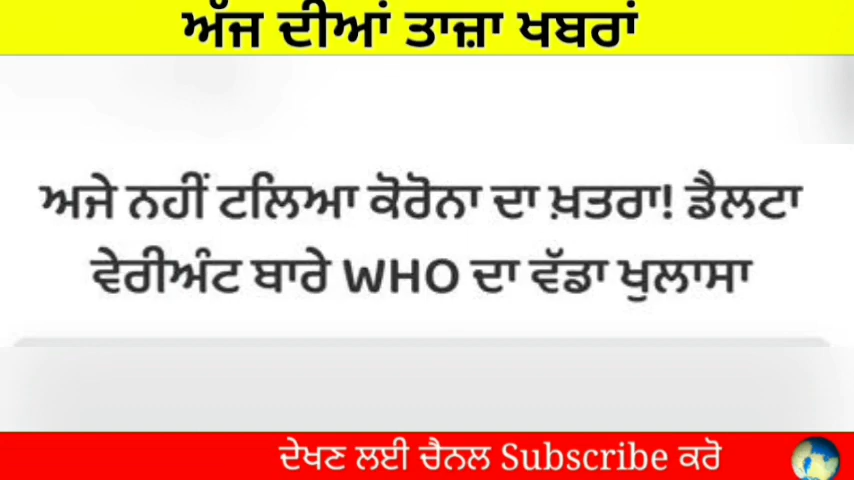 ਅੱਜ ਦੀਆਂ ਤਾਜ਼ਾ ਖਬਰਾਂ
ਅਜੇ ਨਹੀਂ ਟਲਿਆ ਕੋਰੋਨਾ ਦਾ ਖ਼ਤਰਾ! ਡੈਲਟਾ
ਵੇਰੀਅੰਟ ਬਾਰੇ WHO ਦਾ ਵੱਡਾ ਖੁਲਾਸਾ
ਦੇਖਣ ਲਈ ਚੈਨਲ Subscribe ਕਰੋ